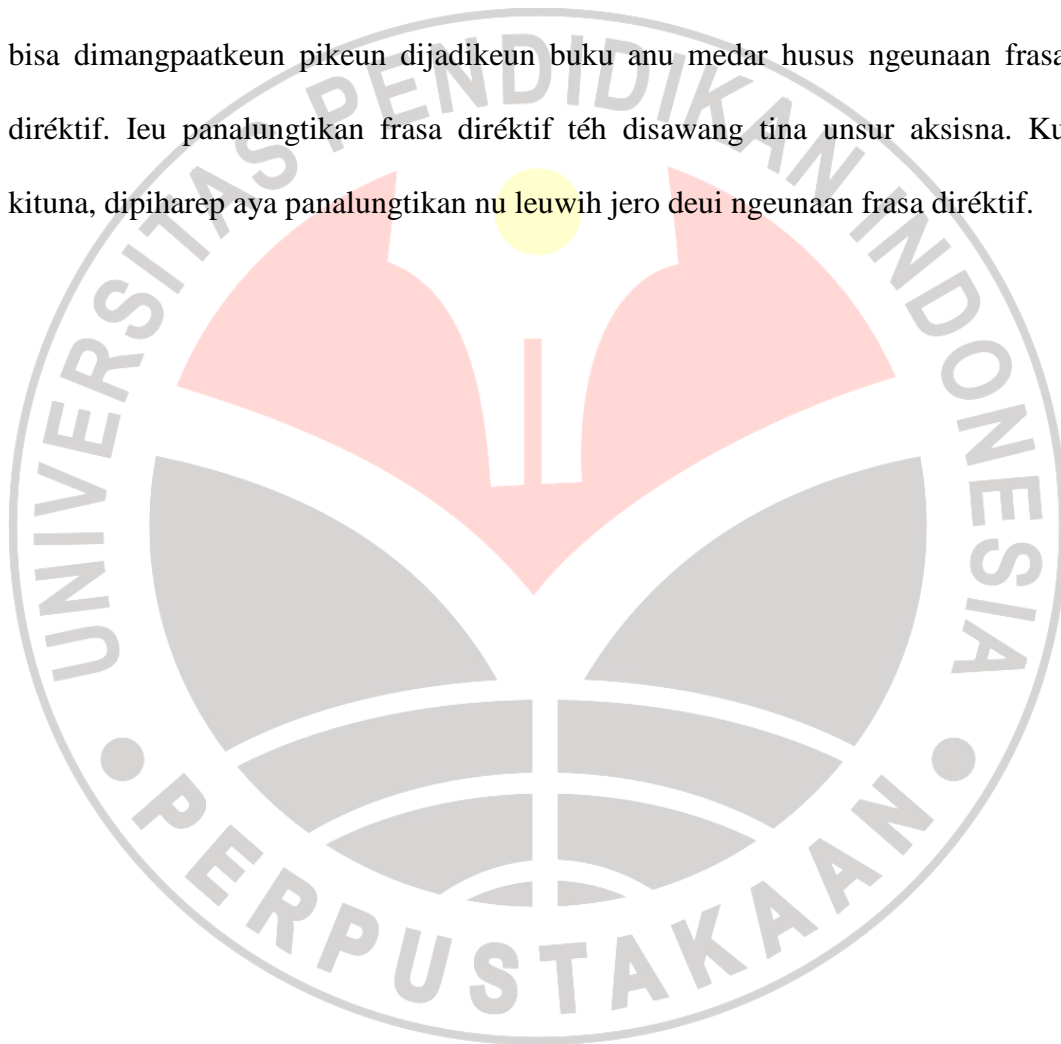 bisa dimangpaatkeun pikeun dijadikeun buku anu medar husus ngeunaan frasa
diréktif. Ieu panalungtikan frasa diréktif téh disawang tina unsur aksisna. Ku
kituna, dipiharep aya panalungtikan nu leuwih jero deui ngeunaan frasa diréktif.
UNIVERSITAS PENDIDIKAN INDONESIA
PERPUSTAKAAN